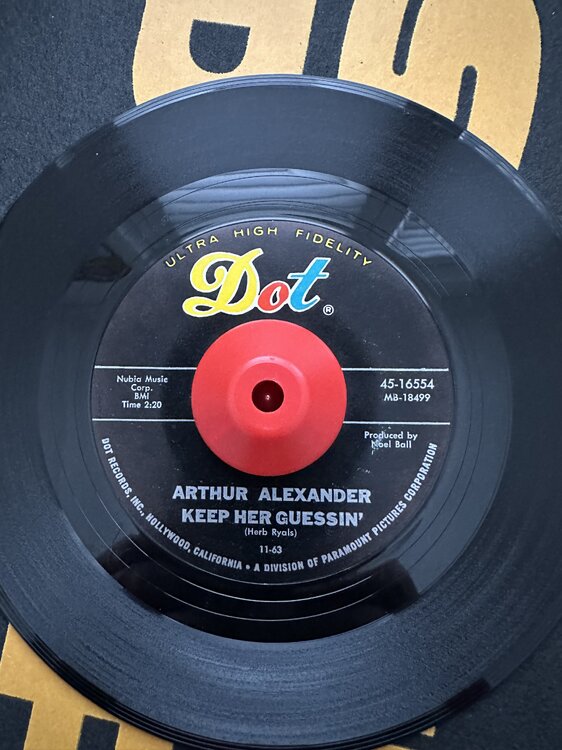 ULTRA HIGH FIDELITY
Dot®
Nubia Music
Corp.
BMI
Time 2:20
45-16554
MB-18499
Produced by
Noel Ball
ARTHUR ALEXANDER
KEEP HER GUESSIN'
(Herb Ryals)
11-63
DOT RECORDS, INC., HOLLYWOOD, CALIFORNIA • A DIVISION OF PARAMOUNT PICTURES CORPORATION